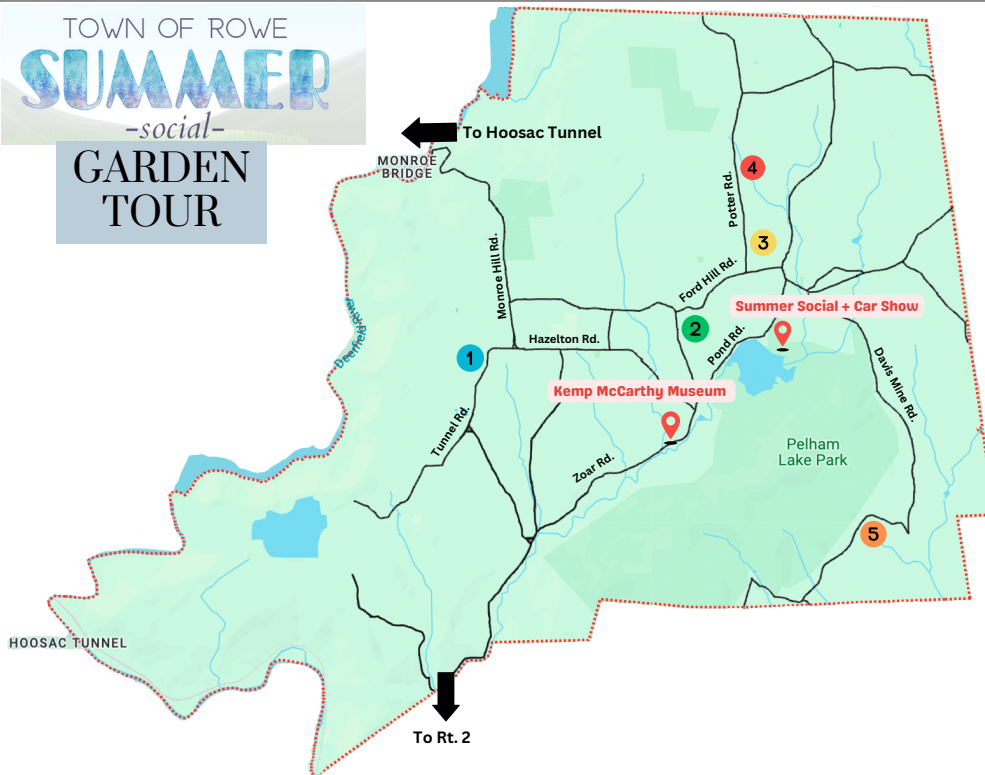 TOWN OF ROWE
SUMMER
-social-
GARDEN
TOUR
To Hoosac Tunnel
MONROE
BRIDGE
4
Potter Rd.
3
Monroe Hill Rd.
Ford Hill Rd.
Summer Social + Car Show
Deerfield River
2
Pond Rd.
Hazelton Rd.
1
Davis Mine Rd.
Kemp McCarthy Museum
Tunnel Rd.
Pelham
Lake Park
Zoar Rd.
5
HOOSAC TUNNEL
To Rt. 2